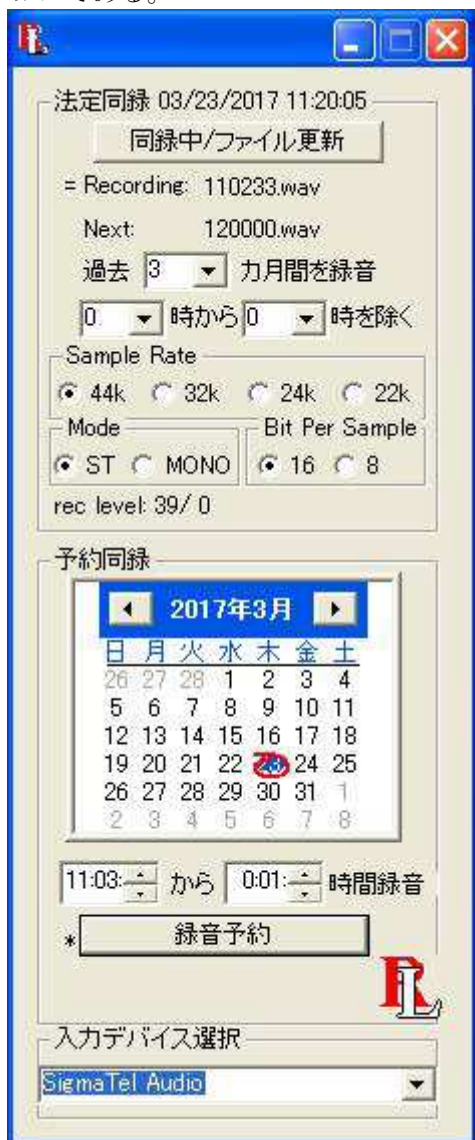 RL
法定同録 03/23/2017 11:20:05
同録中/ファイル更新
= Recording: 110233.wav
Next: 120000.wav
過去 3 カ月間を録音
0 時から 0 時を除く
Sample Rate
44k 32k 24k 22k
Mode Bit Per Sample
ST MONO 16 8
rec level: 39/ 0
予約同録
2017年3月
日 月 火 水 木 金 土
26 27 28 1 2 3 4
5 6 7 8 9 10 11
12 13 14 15 16 17 18
19 20 21 22 23 24 25
26 27 28 29 30 31 1
2 3 4 5 6 7 8
11:03: から 0:01: 時間録音
* 録音予約
RL
入力デバイス選択
SigmaTel Audio